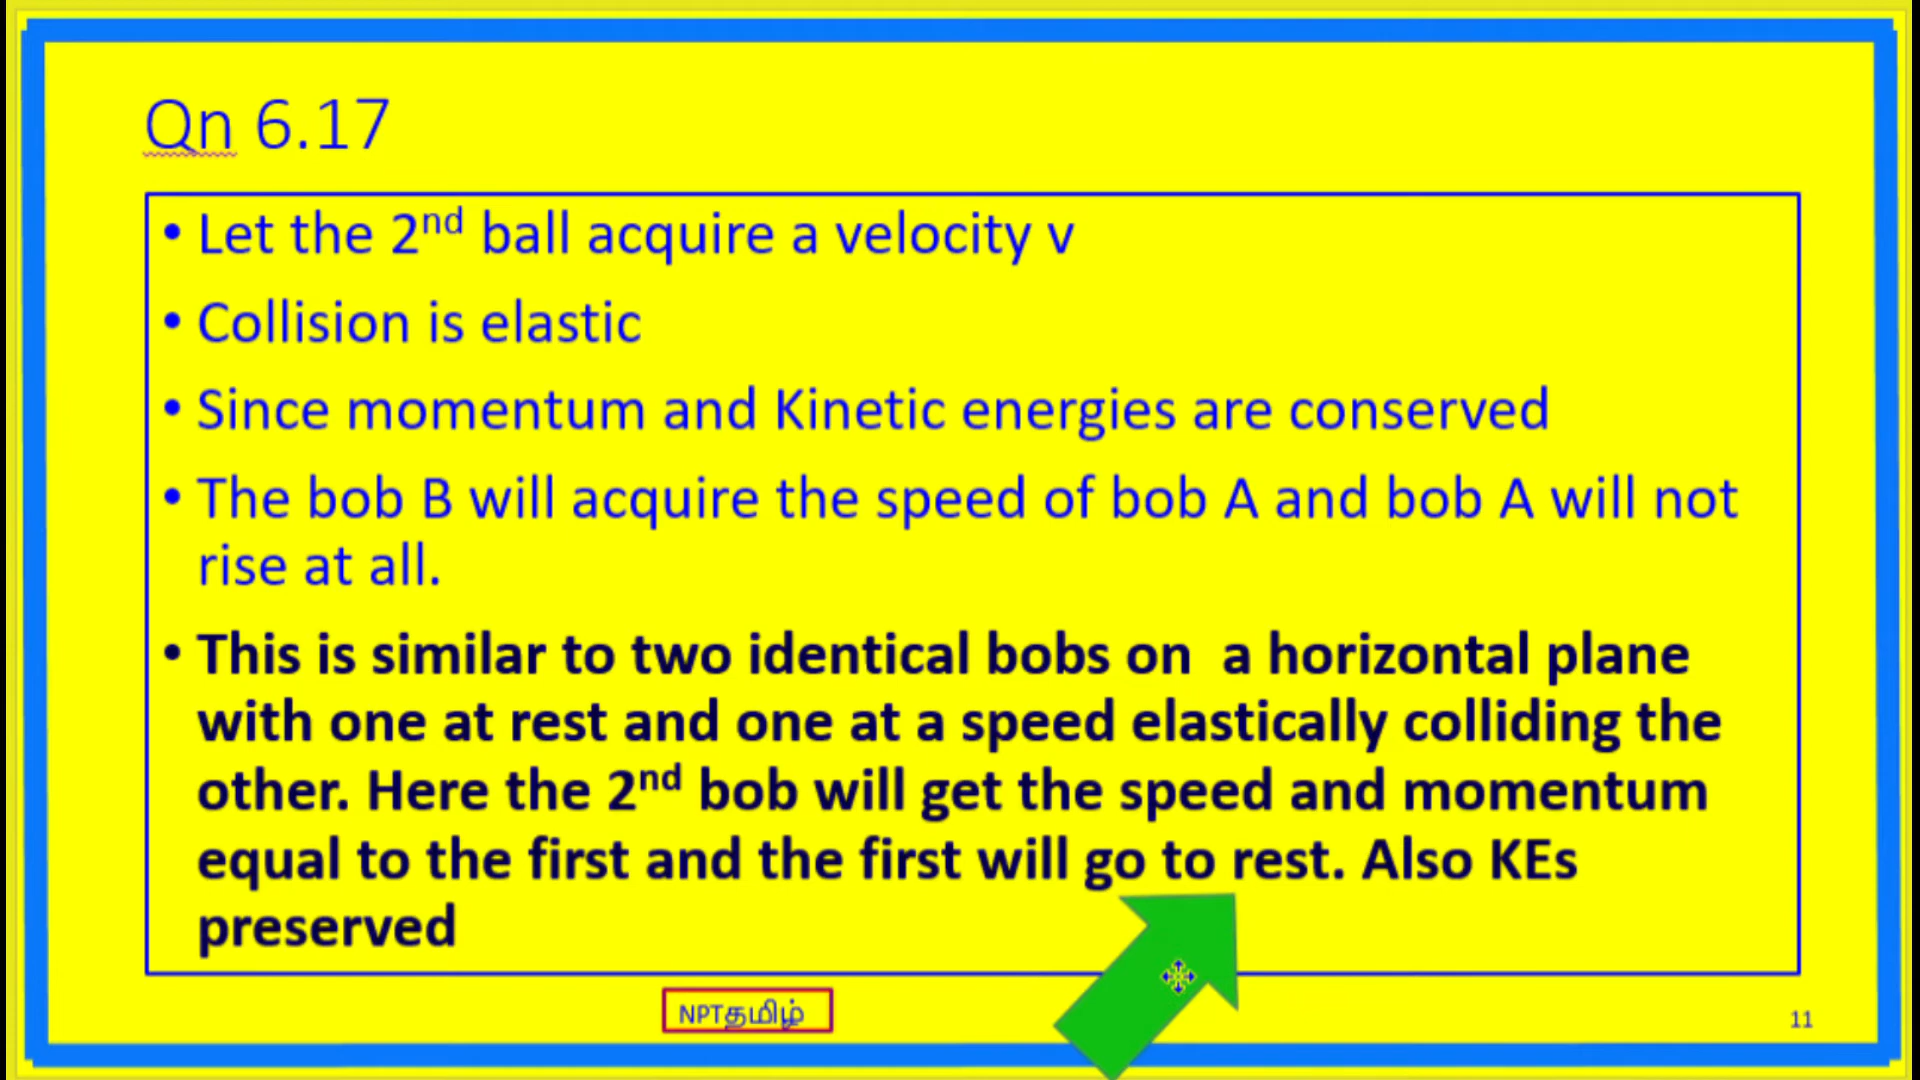 Qn 6.17
• Let the 2nd ball acquire a velocity v
• Collision is elastic
• Since momentum and Kinetic energies are conserved
• The bob B will acquire the speed of bob A and bob A will not
rise at all.
• This is similar to two identical bobs on a horizontal plane
with one at rest and one at a speed elastically colliding the
other. Here the 2nd bob will get the speed and momentum
equal to the first and the first will go to rest. Also KEs
preserved
NPTதமிழ்
11